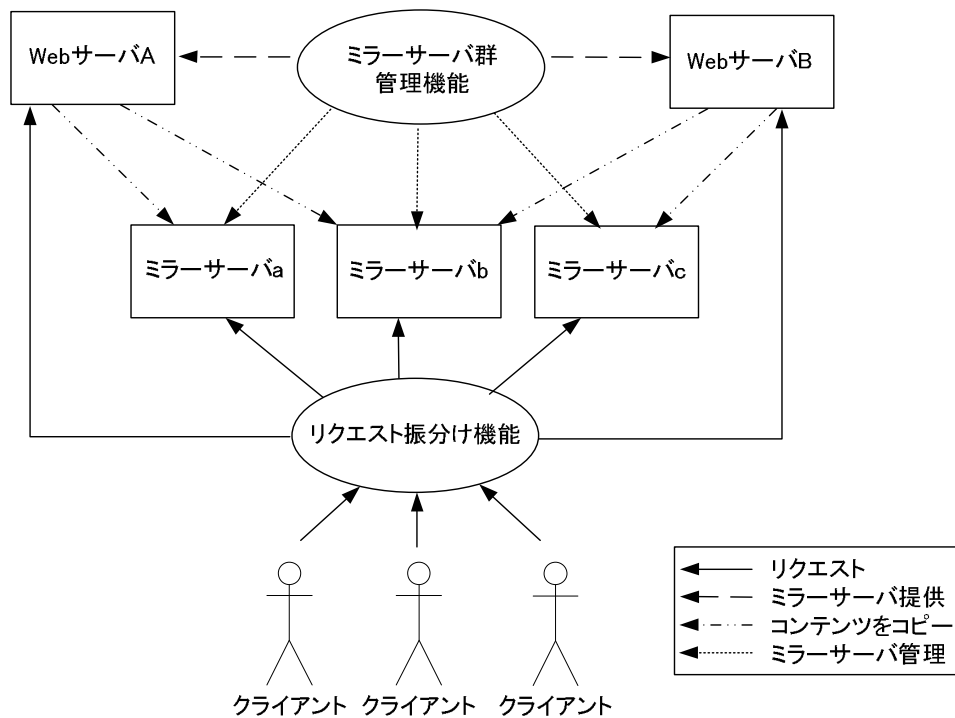 WebサーバA
ミラーサーバ群
管理機能
WebサーバB
ミラーサーバa
ミラーサーバb
ミラーサーバc
リクエスト振分け機能
リクエスト
ミラーサーバ提供
コンテンツをコピー
ミラーサーバ管理
クライアント
クライアント
クライアント